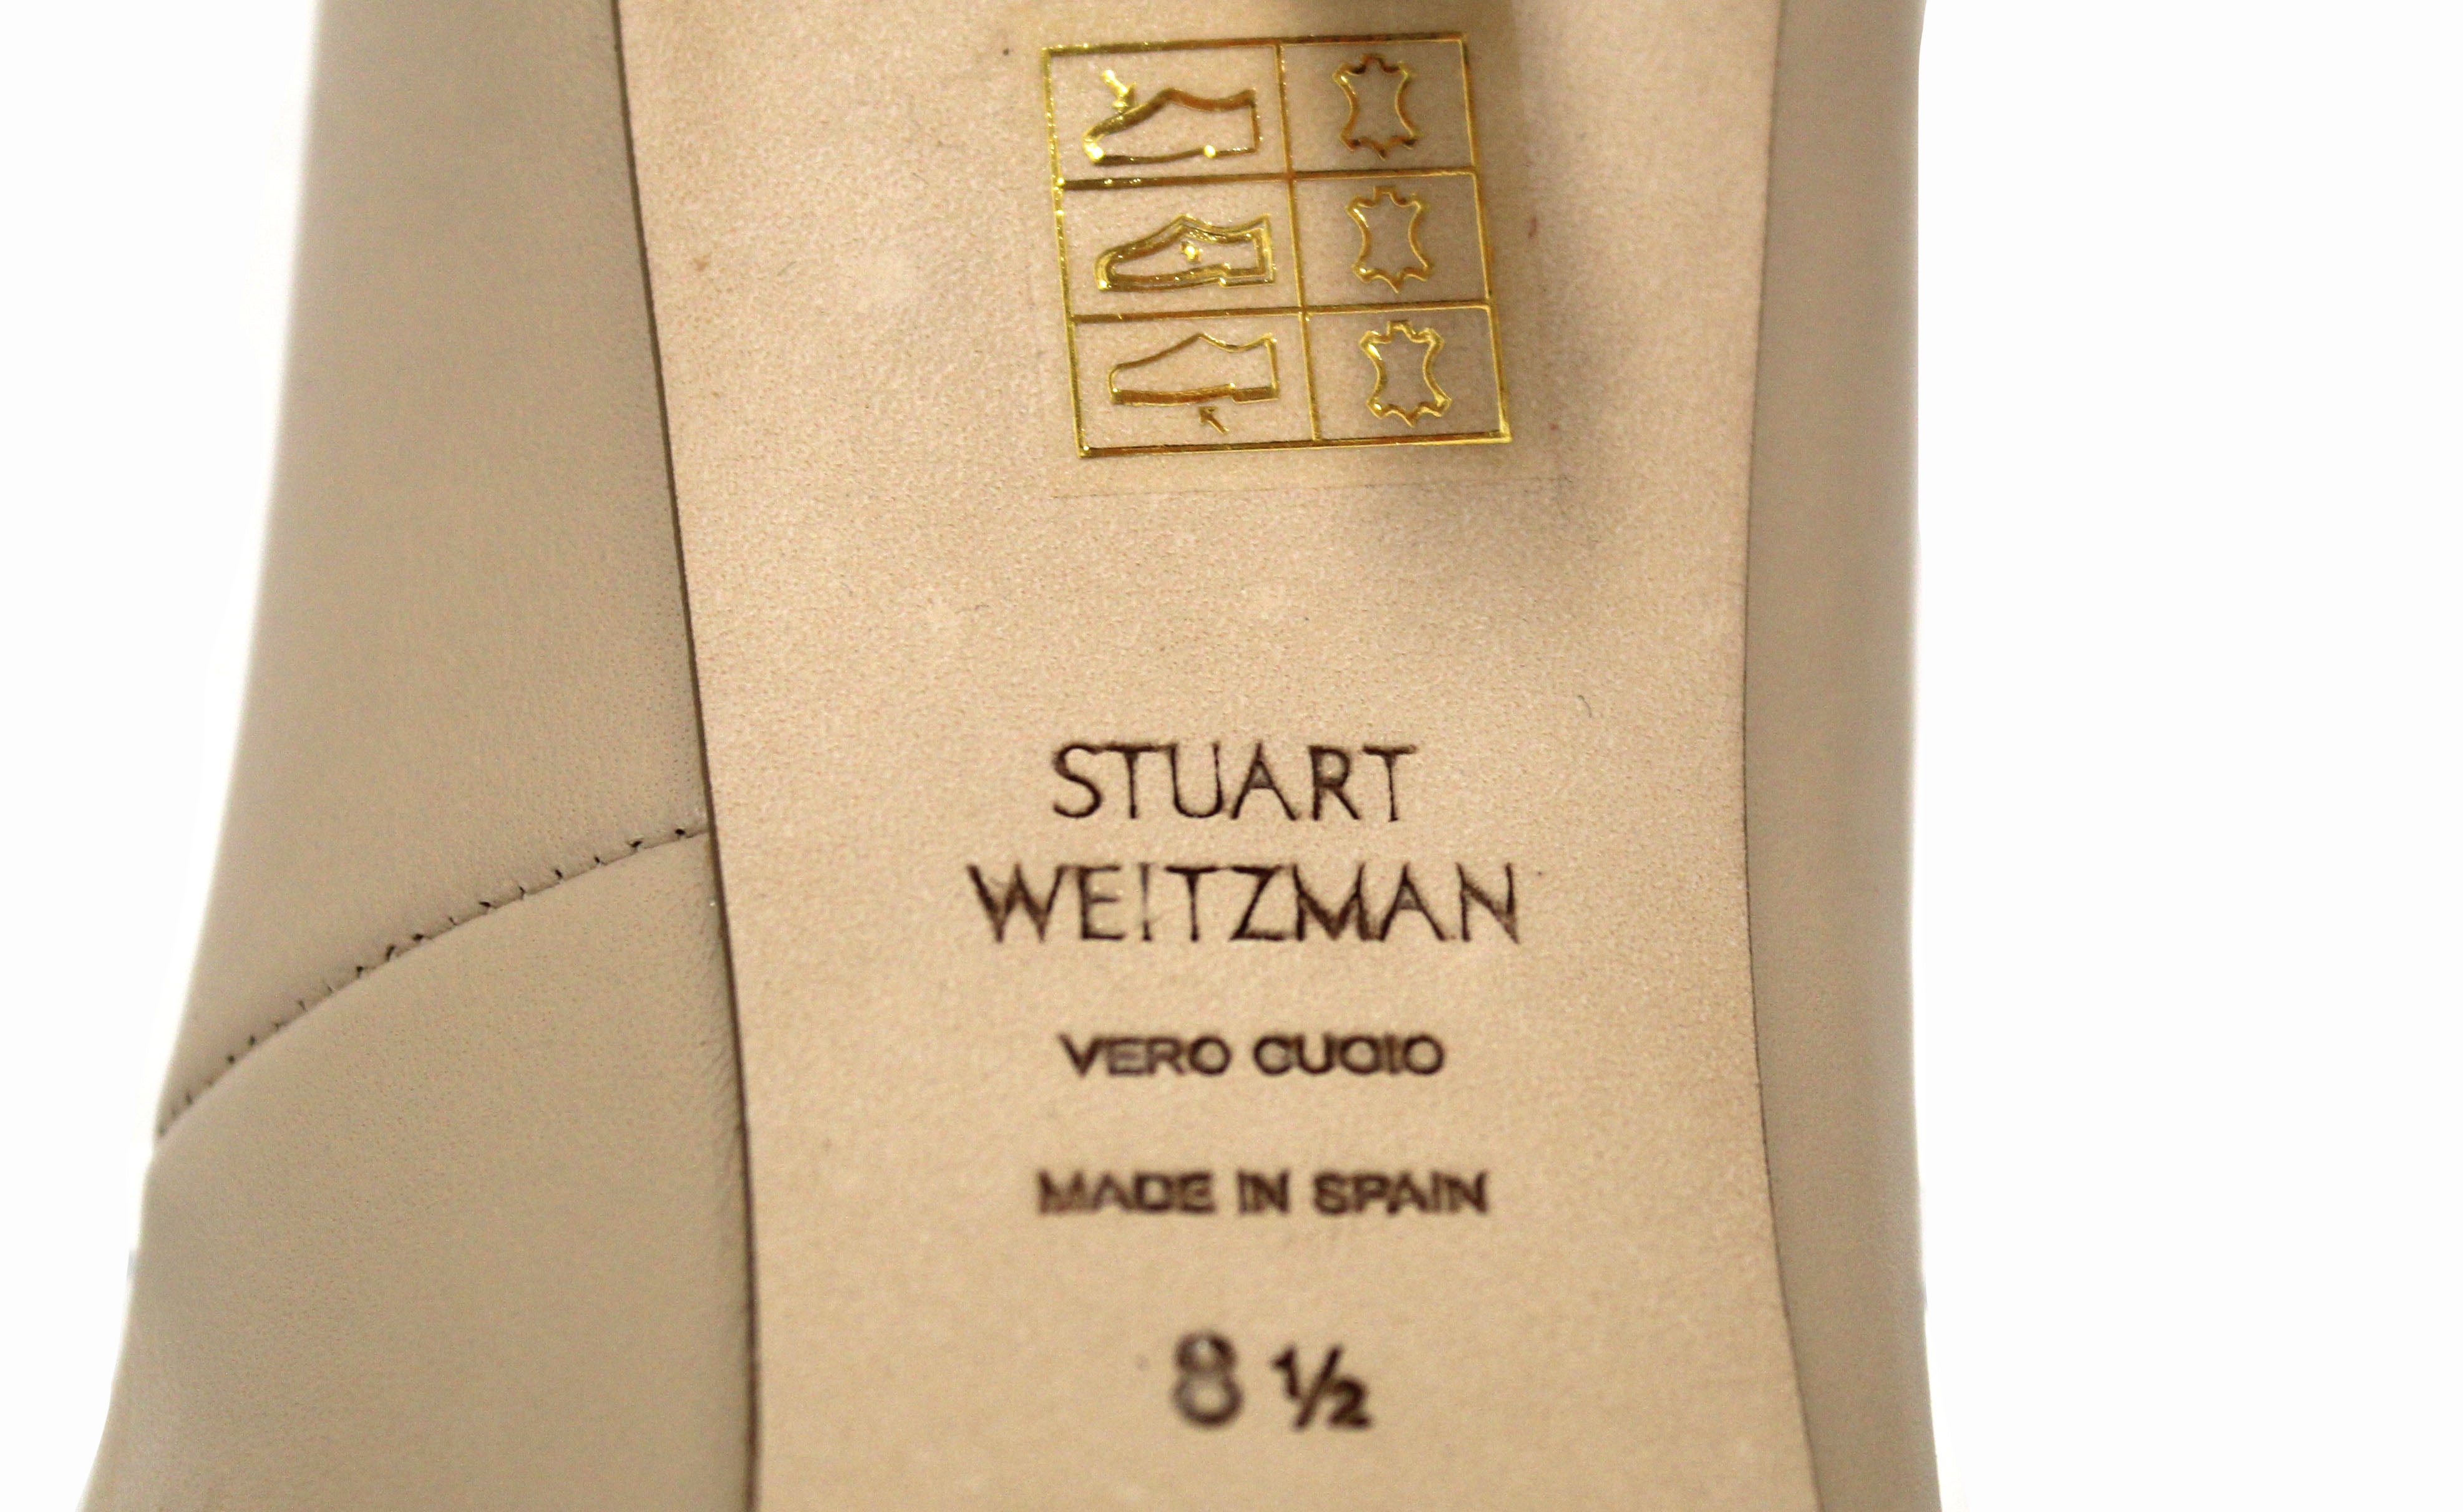 STUART
WEITZMAN
VERO CUOIO
MADE IN SPAIN
8 ½